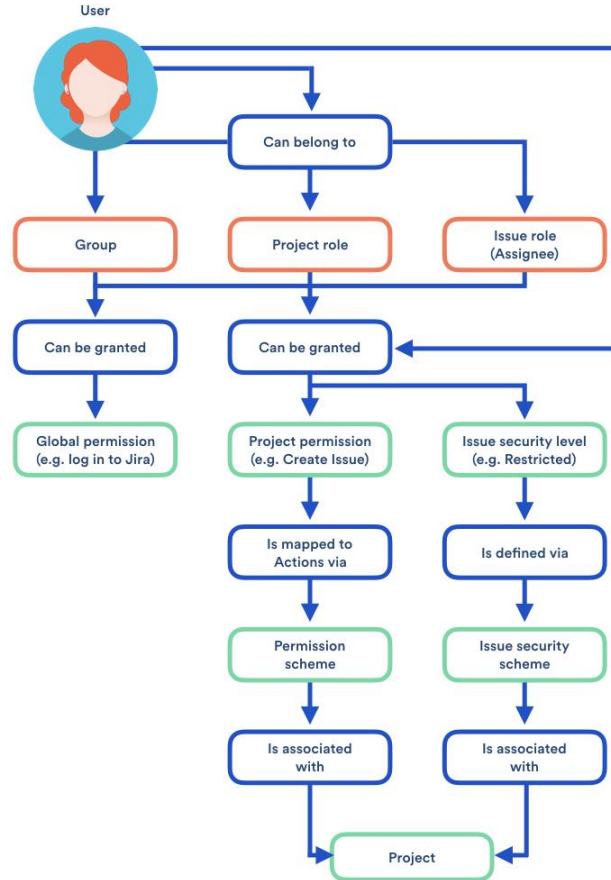 User
Can belong to
Group
Project role
Issue role
(Assignee)
Can be granted
Can be granted
Global permission
(e.g. log in to Jira)
Project permission
(e.g. Create Issue)
Issue security level
(e.g. Restricted)
Is mapped to
Actions via
Is defined via
Permission
scheme
Issue security
scheme
Is associated
with
Is associated
with
Project